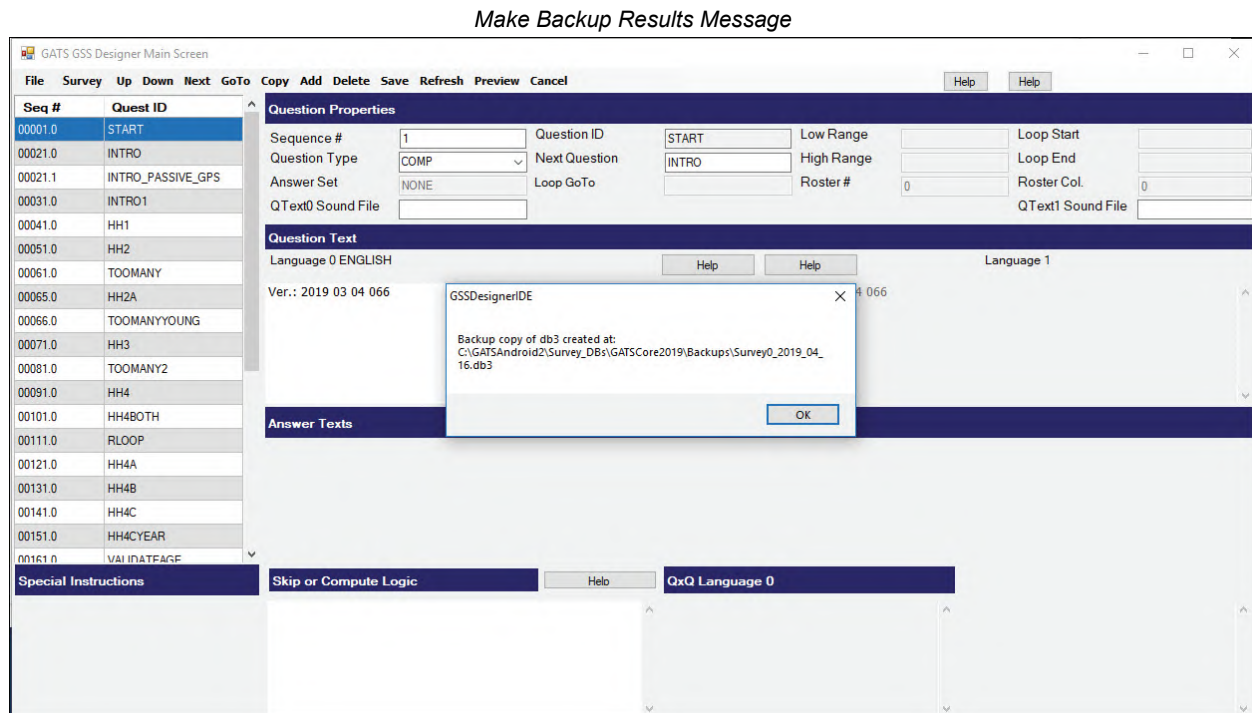 Make Backup Results Message
GATS GSS Designer Main Screen
File Survey Up Down Next GoTo Copy Add Delete Save Refresh Preview Cancel Help Help
Seq # Quest ID
00001.0 START
00021.0 INTRO
00021.1 INTRO_PASSIVE_GPS
00031.0 INTRO1
00041.0 HH1
00051.0 HH2
00061.0 TOOMANY
00065.0 HH2A
00066.0 TOOMANYYOUNG
00071.0 HH3
00081.0 TOOMANY2
00091.0 HH4
00101.0 HH4BOTH
00111.0 RLOOP
00121.0 HH4A
00131.0 HH4B
00141.0 HH4C
00151.0 HH4CYEAR
00161.0 VALIDATEAGE
Question Properties
Sequence # 1 Question ID START Low Range Loop Start
Question Type COMP Next Question INTRO High Range Loop End
Answer Set NONE Loop GoTo Roster # 0 Roster Col. 0
QText0 Sound File QText1 Sound File
Question Text
Language 0 ENGLISH Help Help Language 1
Ver.: 2019 03 04 066 4 066
GSSDesignerIDE
Backup copy of db3 created at:
C:\GATSAndroid2\Survey_DBs\GATSCore2019\Backups\Survey0_2019_04_
16.db3
OK
Answer Texts
Special Instructions Skip or Compute Logic Help QxQ Language 0